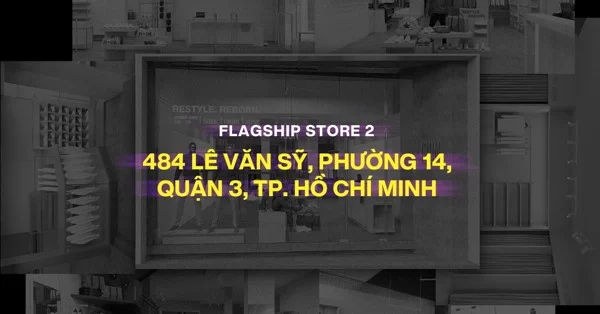 RESTYLE. REBORN.
FLAGSHIP STORE 2
484 LÊ VĂN SỸ, PHƯỜNG 14,
QUẬN 3, TP. HỒ CHÍ MINH